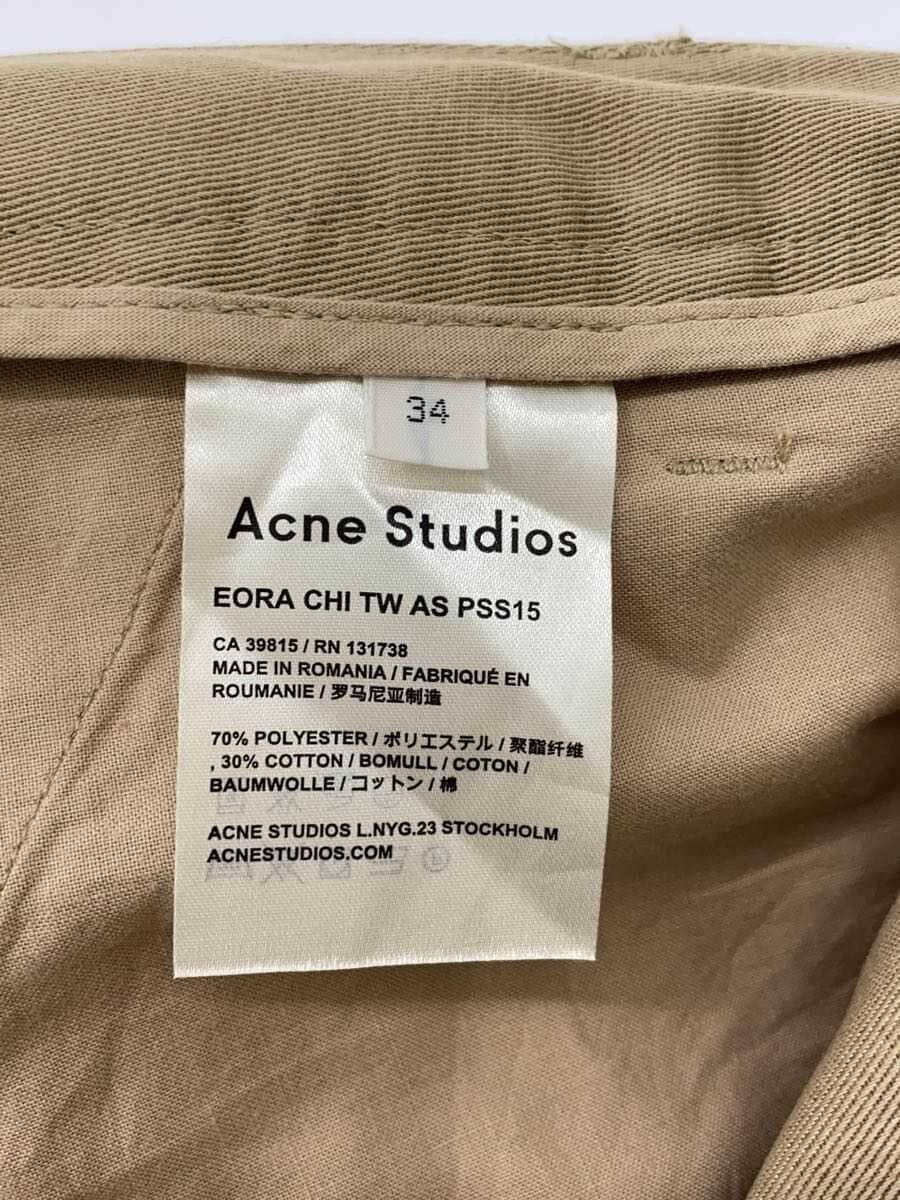 34
Acne Studios
EORA CHI TW AS PSS15
CA 39815 / RN 131738
MADE IN ROMANIA / FABRIQUÉ EN
ROUMANIE / 罗马尼亚制造
70% POLYESTER / ポリエステル / 聚酯纤维
, 30% COTTON / BOMULL / COTON /
BAUMWOLLE / コットン / 棉
ACNE STUDIOS L.NYG.23 STOCKHOLM
ACNESTUDIOS.COM